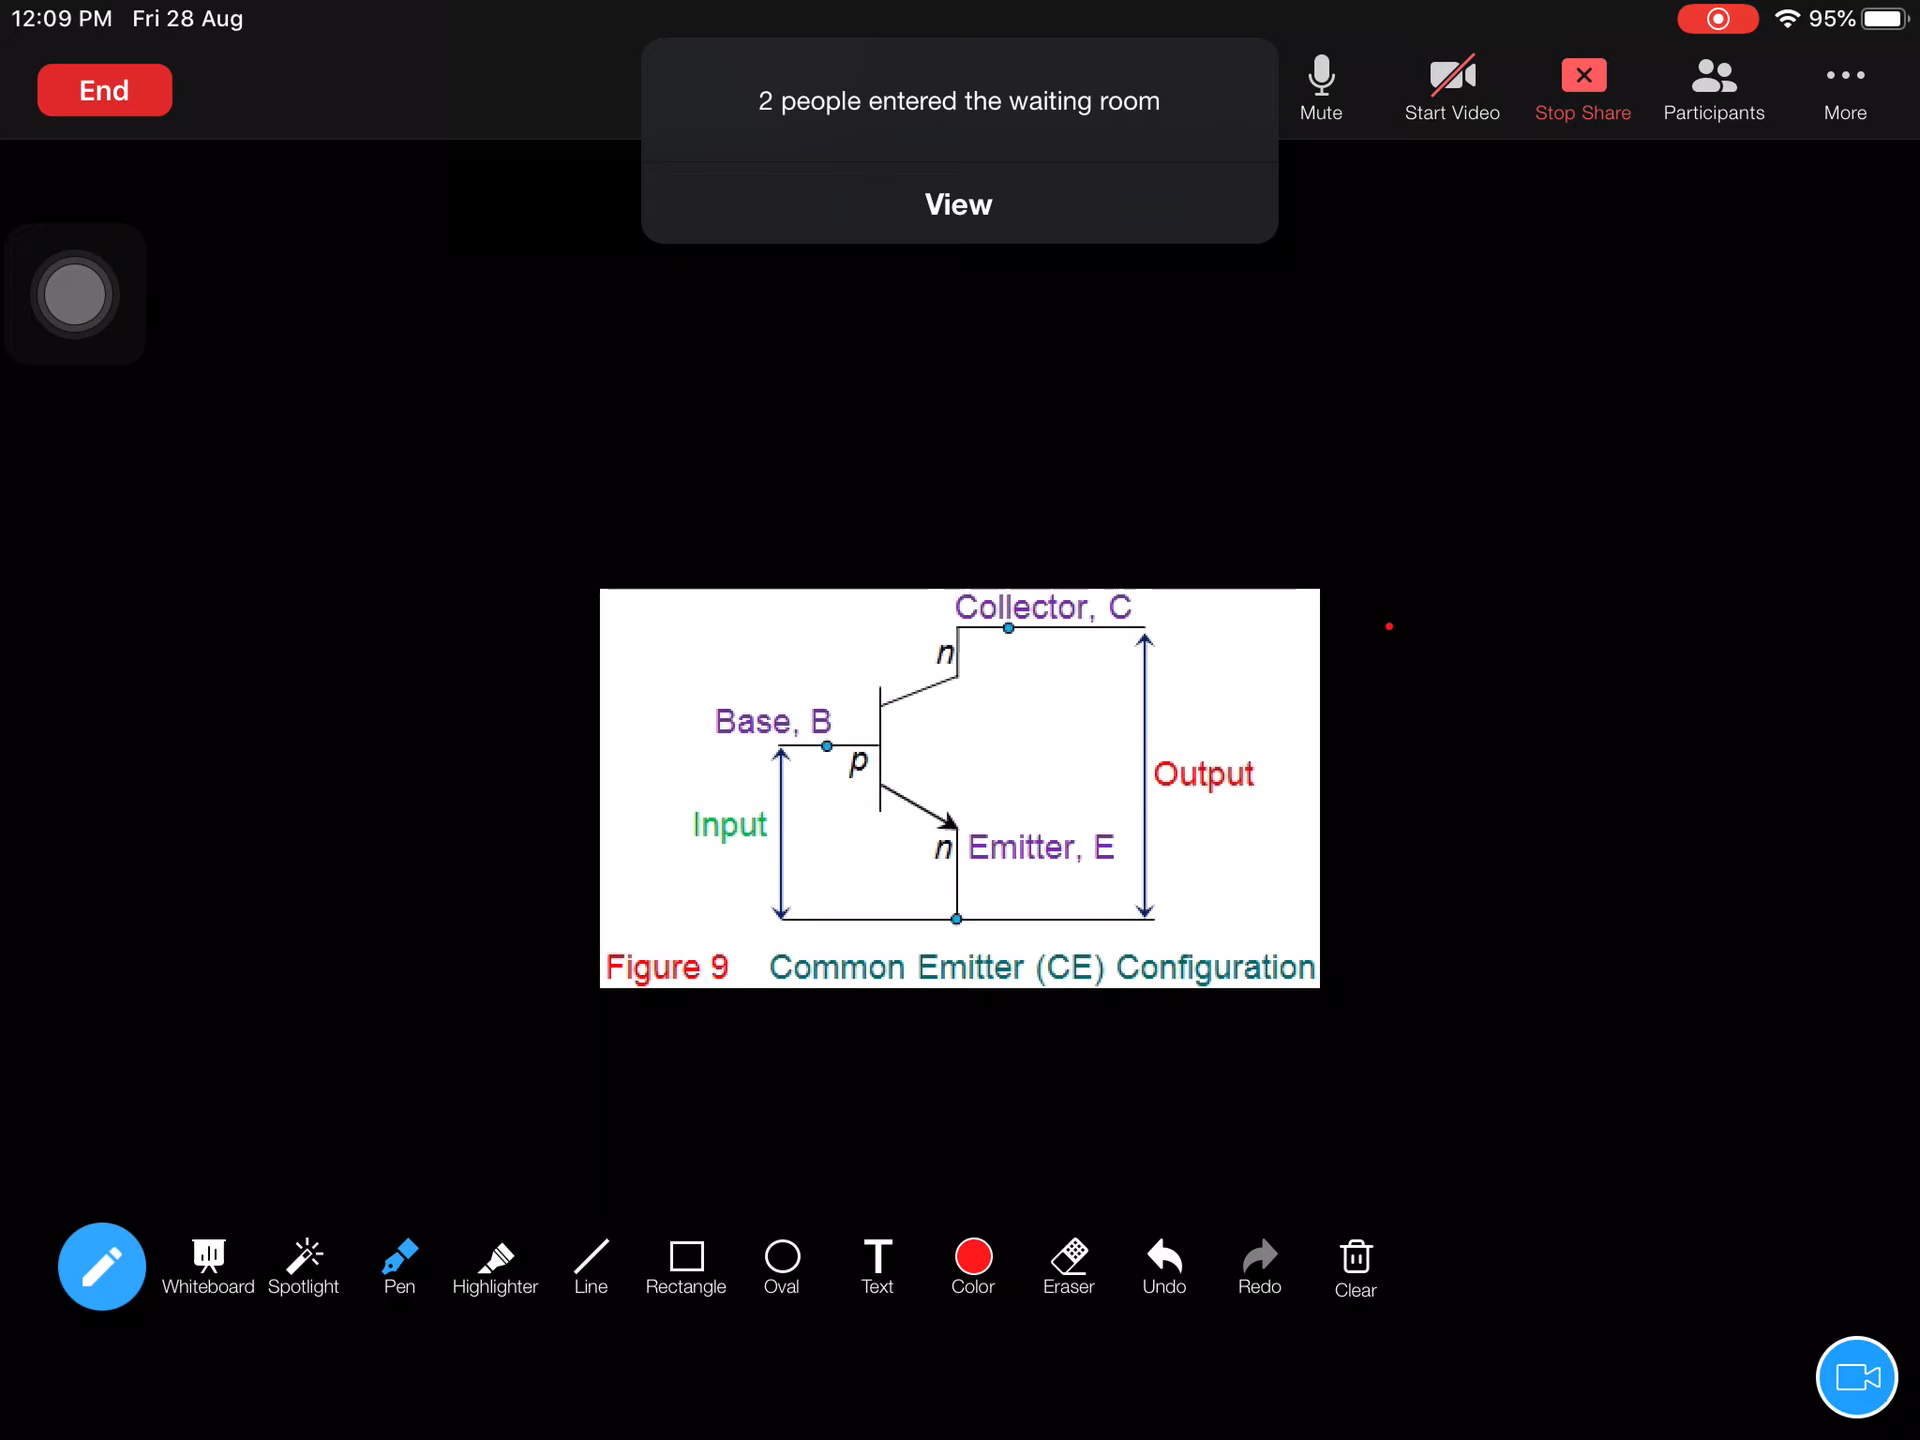 12:09 PM Fri 28 Aug
95%
End
2 people entered the waiting room
View
Mute
Start Video
Stop Share
Participants
More
Collector, C
n
Base, B
p
Output
Input
n Emitter, E
Figure 9 Common Emitter (CE) Configuration
Whiteboard
Spotlight
Pen
Highlighter
Line
Rectangle
Oval
Text
Color
Eraser
Undo
Redo
Clear